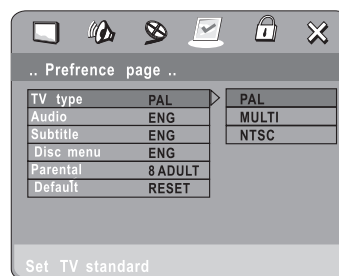 .. Prefrence page ..
TV type PAL PAL
Audio ENG MULTI
Subtitle ENG NTSC
Disc menu ENG
Parental 8 ADULT
Default RESET
Set TV standard